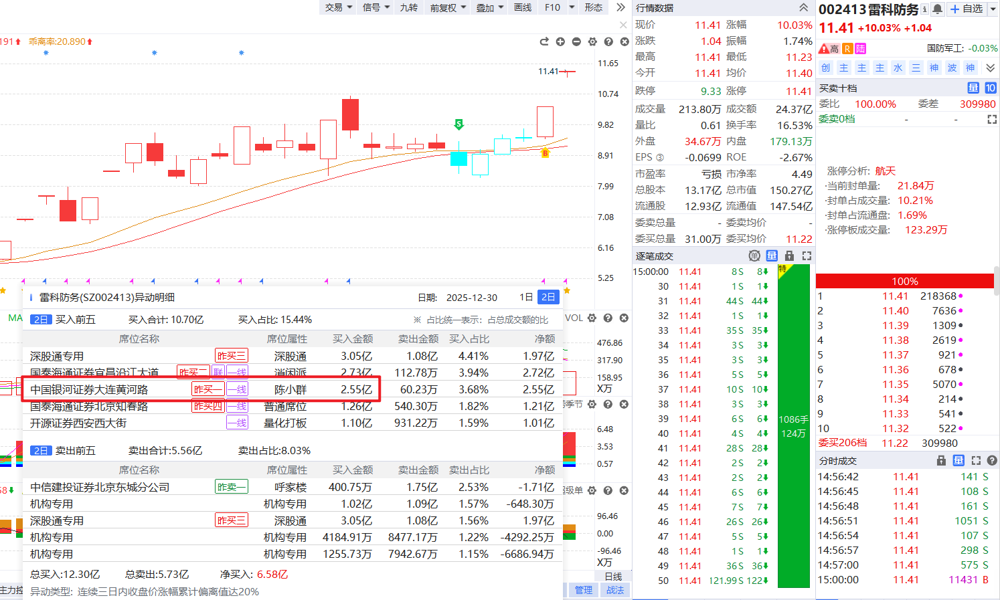 交易 信号 九转 前复权 叠加 画线 F10 形态
191 乖离率:20.890
11.41
11.65
10.74
9.82
8.91
7.99
7.08
6.16
5.25
S
B
MA
VOL
476.86
317.90
158.95
X万
季节
6.48
3.53
0.57
58
级单
96.46
0.00
-96.46
X万
日线
主力控
管理 战法
雷科防务(SZ002413)异动明细 日期: 2025-12-30 1日 2日
2日 买入前五 买入合计: 10.70亿 买入占比: 15.44% ※ 占比统一表示: 占总成交额的比
席位名称 席位属性 买入金额 卖出金额 买入占比 净额
深股通专用 昨买三 深股通 3.05亿 1.08亿 4.41% 1.97亿
国泰海通证券宜昌沿江大道 昨买二 联 一线 消闲派 2.73亿 112.78万 3.94% 2.72亿
中国银河证券大连黄河路 昨买一 一线 陈小群 2.55亿 60.23万 3.68% 2.55亿
国泰海通证券北京知春路 昨买四 一线 普通席位 1.26亿 540.30万 1.82% 1.21亿
开源证券西安西大街 一线 量化打板 1.10亿 931.22万 1.59% 1.01亿
2日 卖出前五 卖出合计:5.56亿 卖出占比:8.03%
席位名称 席位属性 买入金额 卖出金额 卖出占比 净额
中信建投证券北京东城分公司 昨卖一 呼家楼 400.75万 1.75亿 2.53% -1.71亿
机构专用 机构专用 1.02亿 1.09亿 1.57% -648.30万
深股通专用 昨买三 深股通 3.05亿 1.08亿 1.56% 1.97亿
机构专用 机构专用 4184.91万 8477.17万 1.22% -4292.25万
机构专用 机构专用 1255.73万 7942.67万 1.15% -6686.94万
总买入:12.30亿 总卖出:5.73亿 净买入: 6.58亿
异动类型: 连续三日内收盘价涨幅累计偏离值达20%
行情数据
现价 11.41 涨幅 10.03%
涨跌 1.04 振幅 1.74%
最高 11.41 最低 11.23
今开 11.41 均价 11.40
跌停 9.33 涨停 11.41
成交量 213.80万 成交额 24.37亿
量比 0.61 换手率 16.53%
外盘 34.67万 内盘 179.13万
EPS ③ -0.0699 ROE -2.67%
市盈率 亏损 市净率 4.49
总股本 13.17亿 总市值 150.27亿
流通股 12.93亿 流通值 147.54亿
委卖总量 - 委卖均价 -
委买总量 31.00万 委买均价 11.22
逐笔成交 单 量
15:00:00 11.41 8 S 8
30 11.41 1 S 1
31 11.41 44 S 44
32 11.41 1 S 1
33 11.41 35 S 35
34 11.41 3 S 3
35 11.41 3 S 3
36 11.41 5 S 5
37 11.41 10 S 10
38 11.41 3 S 3
39 11.41 6 S 6
40 11.41 4 S 4
41 11.41 28 S 28
42 11.41 2 S 2
43 11.41 2 S 2
44 11.41 6 S 6
45 11.41 7 S 7
46 11.41 26 S 26
47 11.41 5 S 5
48 11.41 1 S 1
49 11.41 36 S 36
50 11.41 121.99 S 122
特
1086手
124万
002413 雷科防务 自选
11.41 +10.03% +1.04
高 R 陆 国防军工: -0.03%
创 主 主 主 水 三 神 波 神
买卖十档 量 10
委比 100.00% 委差 309980
委卖0档 - -
涨停分析: 航天
·当前封单量: 21.84万
·封单占成交量: 10.21%
·封单占流通盘: 1.69%
·涨停板成交量: 123.29万
100%
1 11.41 218368
2 11.40 7636
3 11.39 1309
4 11.38 2619
5 11.37 921
6 11.36 678
7 11.35 5070
8 11.34 214
9 11.33 541
10 11.32 522
委买206档 11.22 309980
分时成交 量
14:56:42 11.41 141 S
14:56:45 11.41 108 S
14:56:48 11.41 161 S
14:56:51 11.41 1051 S
14:56:54 11.41 107 S
14:56:57 11.41 298 S
14:57:00 11.41 575 S
15:00:00 11.41 11431 B